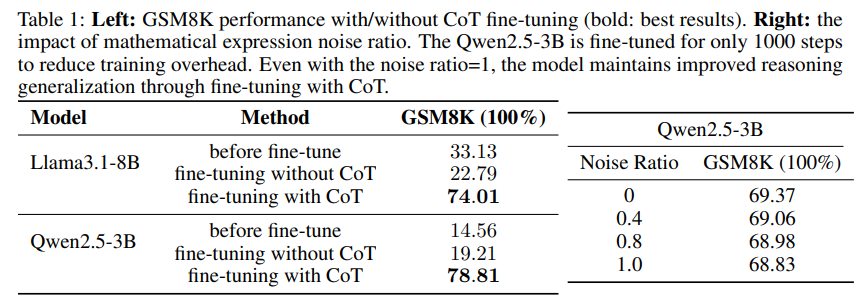 Table 1: Left: GSM8K performance with/without CoT fine-tuning (bold: best results). Right: the
impact of mathematical expression noise ratio. The Qwen2.5-3B is fine-tuned for only 1000 steps
to reduce training overhead. Even with the noise ratio=1, the model maintains improved reasoning
generalization through fine-tuning with CoT.
Model Method GSM8K (100%)
Llama3.1-8B
before fine-tune 33.13
fine-tuning without CoT 22.79
fine-tuning with CoT 74.01
Qwen2.5-3B
before fine-tune 14.56
fine-tuning without CoT 19.21
fine-tuning with CoT 78.81
Qwen2.5-3B
Noise Ratio GSM8K (100%)
0 69.37
0.4 69.06
0.8 68.98
1.0 68.83